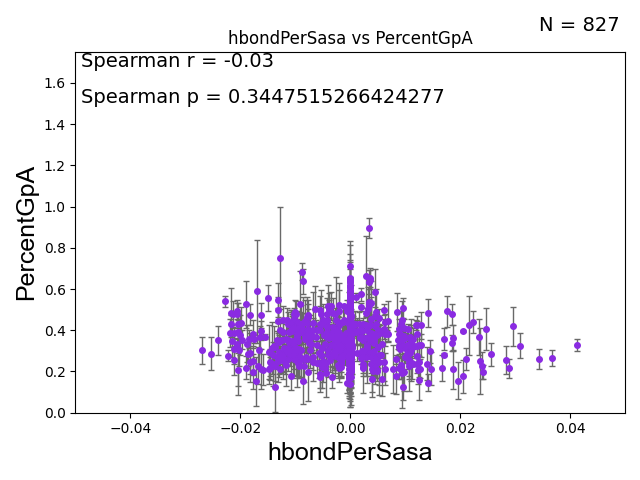 N = 827
hbondPerSasa vs PercentGpA
Spearman r = -0.03
Spearman p = 0.3447515266424277
PercentGpA
1.6
1.4
1.2
1.0
0.8
0.6
0.4
0.2
0.0
−0.04 −0.02 0.00 0.02 0.04
hbondPerSasa